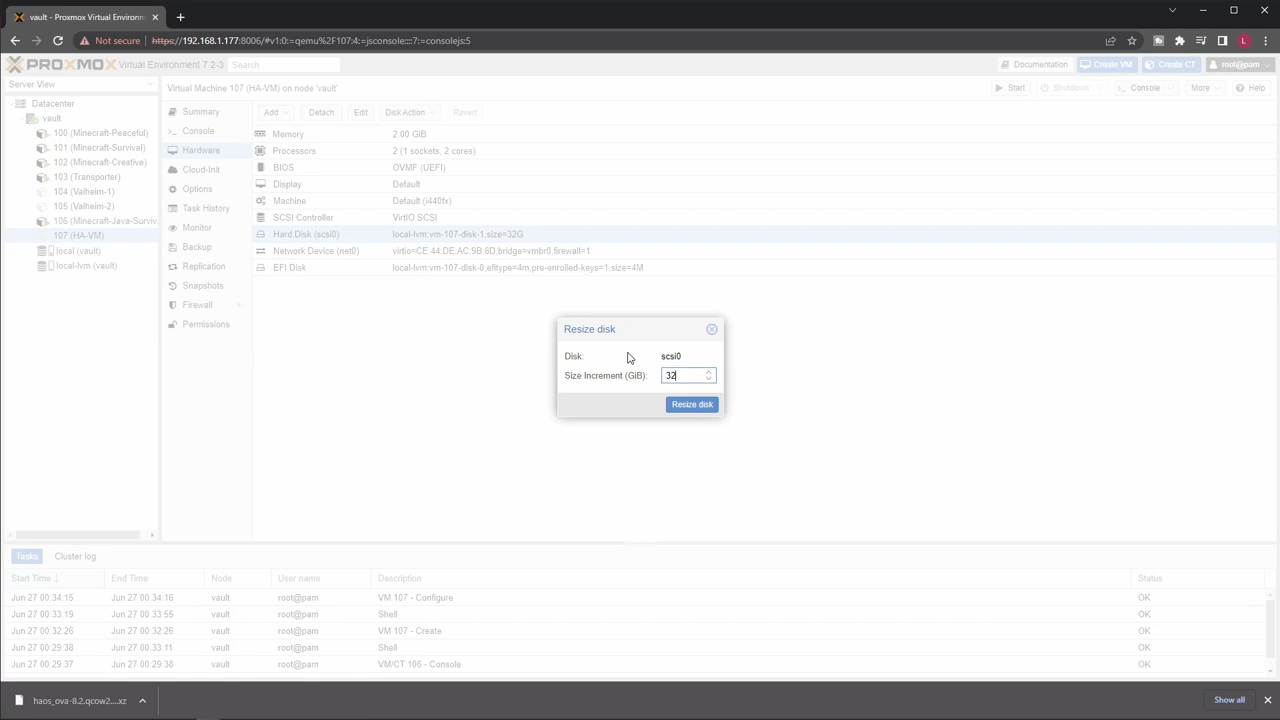 vault - Proxmox Virtual Environm
Not secure https://192.168.1.177:8006/#v1:0:=qemu%2F107:4:=jsconsole::::7:=consolejs:5
L
PROXMOX Virtual Environment 7.2-3 Search Documentation Create VM Create CT root@pam
Server View
Virtual Machine 107 (HA-VM) on node 'vault' Start Shutdown Console More Help
Datacenter
vault
100 (Minecraft-Peaceful)
101 (Minecraft-Survival)
102 (Minecraft-Creative)
103 (Transporter)
104 (Valheim-1)
105 (Valheim-2)
106 (Minecraft-Java-Surviva
107 (HA-VM)
local (vault)
local-lvm (vault)
Summary
Console
Hardware
Cloud-Init
Options
Task History
Monitor
Backup
Replication
Snapshots
Firewall
Permissions
Add Detach Edit Disk Action Revert
Memory 2.00 GiB
Processors 2 (1 sockets, 2 cores)
BIOS OVMF (UEFI)
Display Default
Machine Default (i440fx)
SCSI Controller VirtIO SCSI
Hard Disk (scsi0) local-lvm:vm-107-disk-1,size=32G
Network Device (net0) virtio=CE:44:DE:AC:9B:6D,bridge=vmbr0,firewall=1
EFI Disk local-lvm:vm-107-disk-0,efitype=4m,pre-enrolled-keys=1,size=4M
Resize disk
Disk: scsi0
Size Increment (GiB): 32
Resize disk
Tasks Cluster log
Start Time End Time Node User name Description Status
Jun 27 00:34:15 Jun 27 00:34:16 vault root@pam VM 107 - Configure OK
Jun 27 00:33:19 Jun 27 00:33:55 vault root@pam Shell OK
Jun 27 00:32:26 Jun 27 00:32:26 vault root@pam VM 107 - Create OK
Jun 27 00:29:38 Jun 27 00:33:11 vault root@pam Shell OK
Jun 27 00:29:37 Jun 27 00:29:38 vault root@pam VM/CT 106 - Console OK
haos_ova-8.2.qcow2....xz Show all